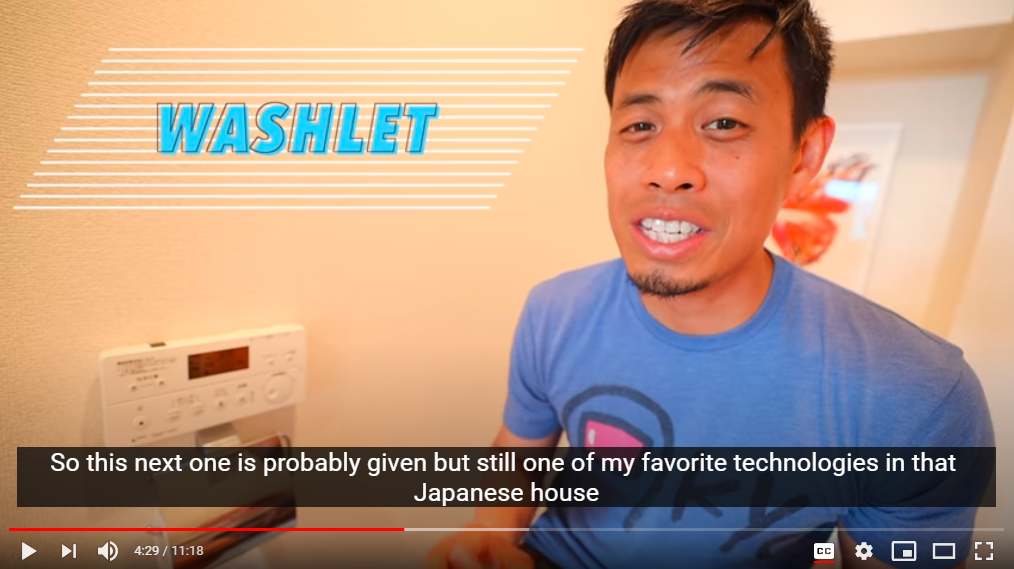 WASHLET
So this next one is probably given but still one of my favorite technologies in that
Japanese house
4:29 / 11:18
CC